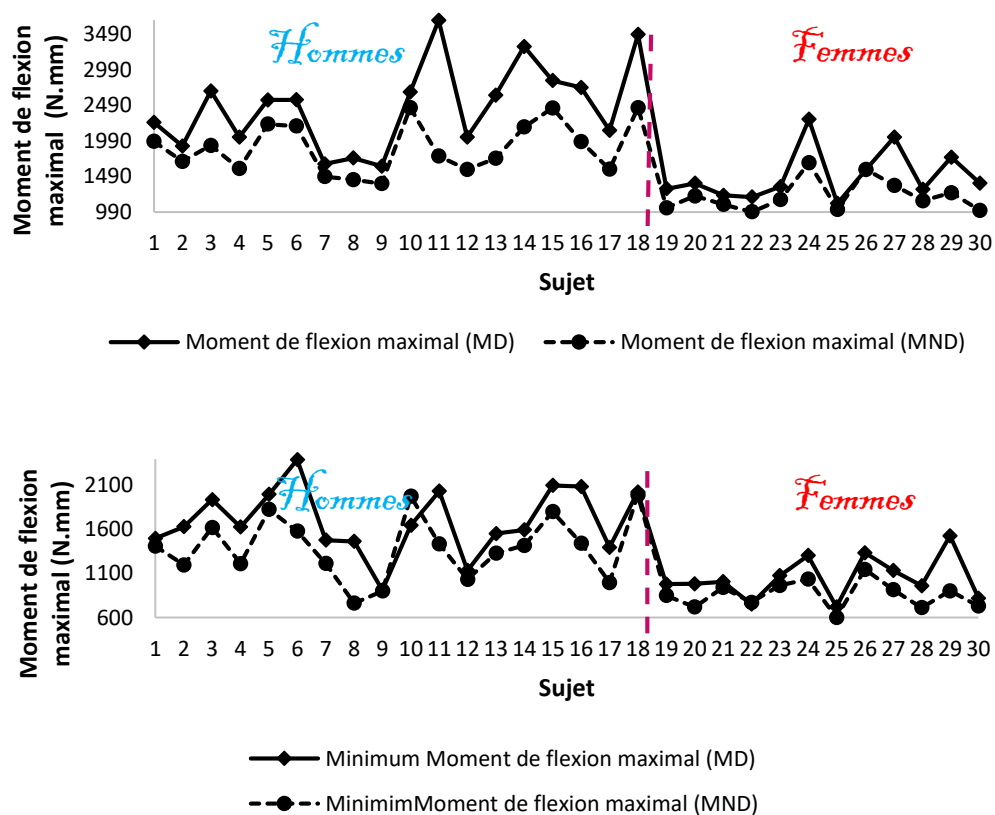 Moment de flexion
maximal (N.mm)
3490
2990
2490
1990
1490
990
Hommes
Femmes
1 2 3 4 5 6 7 8 9 10 11 12 13 14 15 16 17 18 19 20 21 22 23 24 25 26 27 28 29 30
Sujet
Moment de flexion maximal (MD) Moment de flexion maximal (MND)
Moment de flexion
maximal (N.mm)
2100
1600
1100
600
Hommes
Femmes
1 2 3 4 5 6 7 8 9 10 11 12 13 14 15 16 17 18 19 20 21 22 23 24 25 26 27 28 29 30
Sujet
Minimum Moment de flexion maximal (MD)
MinimimMoment de flexion maximal (MND)